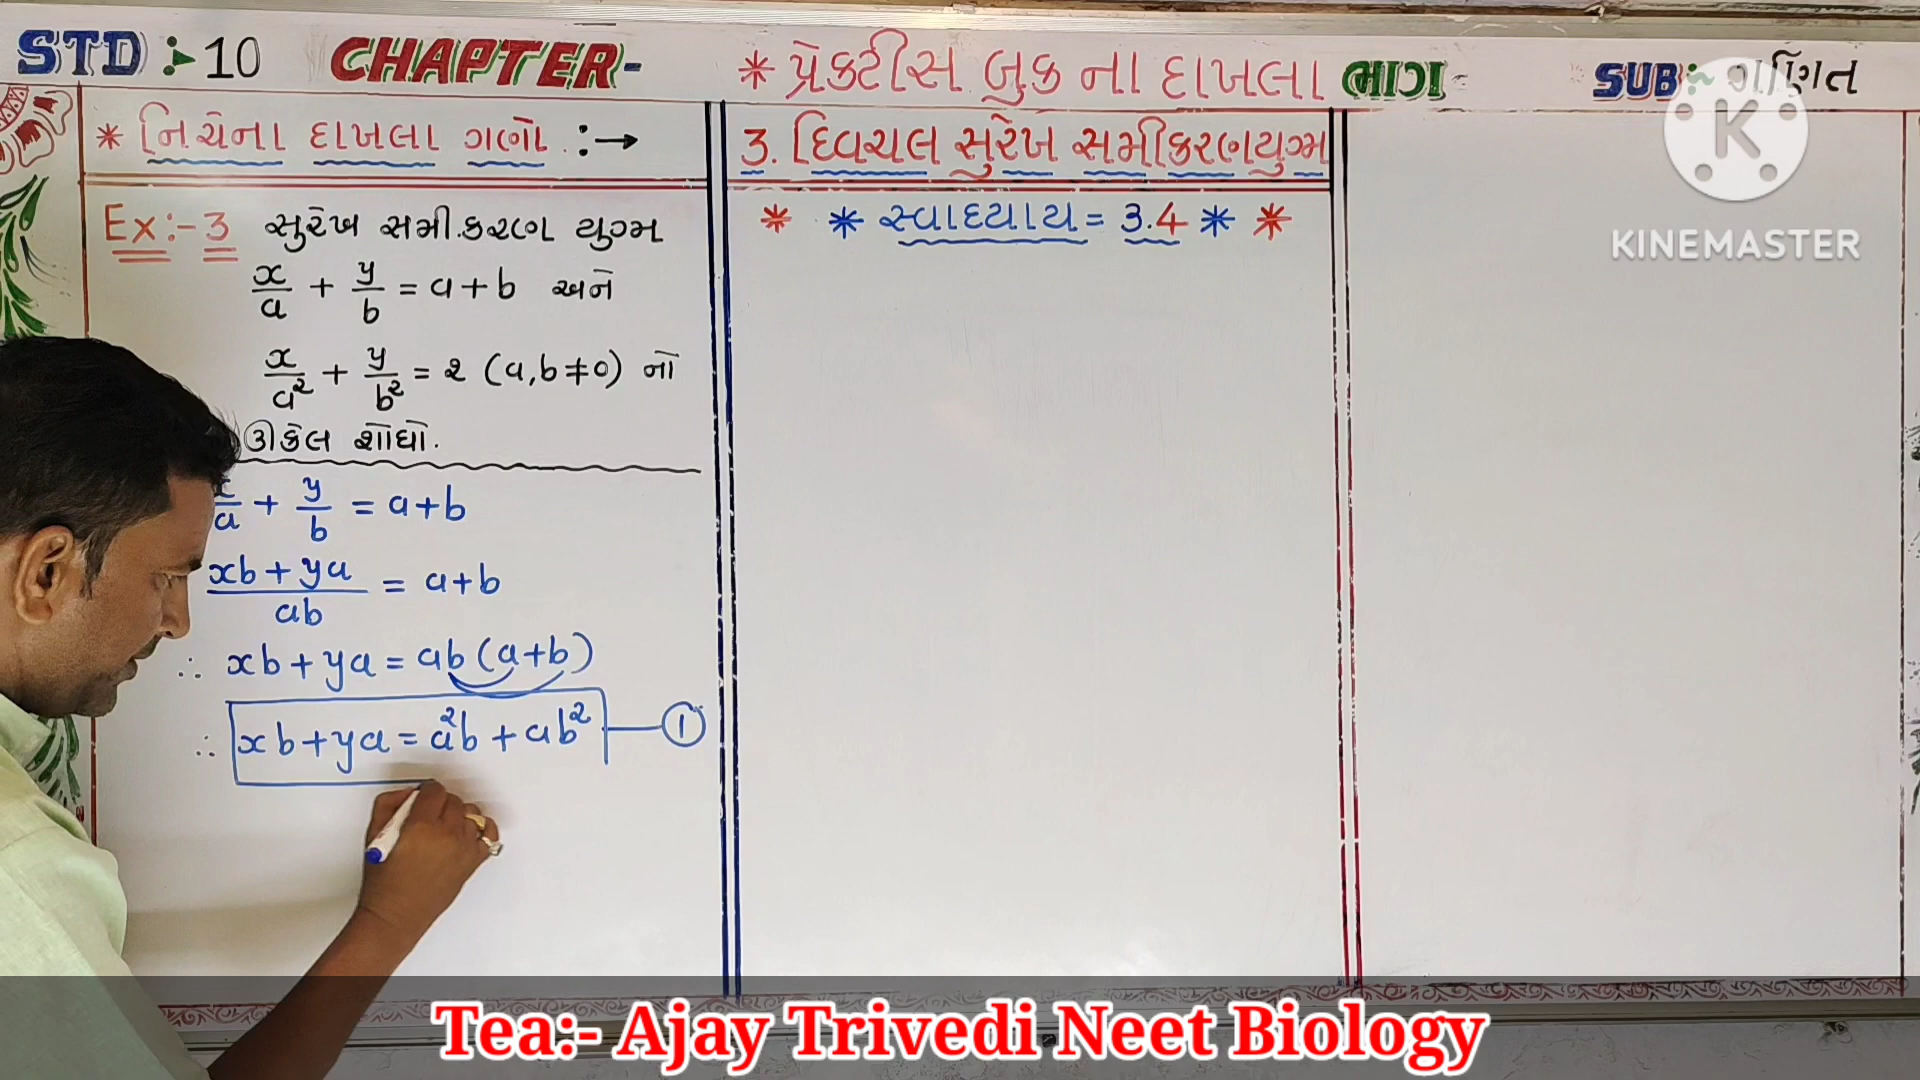 STD :- 10 CHAPTER- * પ્રેક્ટીસ બુક ના દાખલા ભાગ- SUB:- ગણિત
* નિચેના દાખલા ગણો :→
Ex:- 3 સુરેખ સમીકરણ યુગ્મ
x/a + y/b = a+b અને
x/a² + y/b² = ૨ (a,b≠0) નો
ઊકેલ શોધો.
x/a + y/b = a+b
xb+ya/ab = a+b
∴ xb+ya = ab(a+b)
∴ xb+ya = a²b + ab² — ①
3. દ્વિચલ સુરેખ સમીકરણયુગ્મ
* * સ્વાધ્યાય = 3.4 * *
K
KINEMASTER
Tea:- Ajay Trivedi Neet Biology